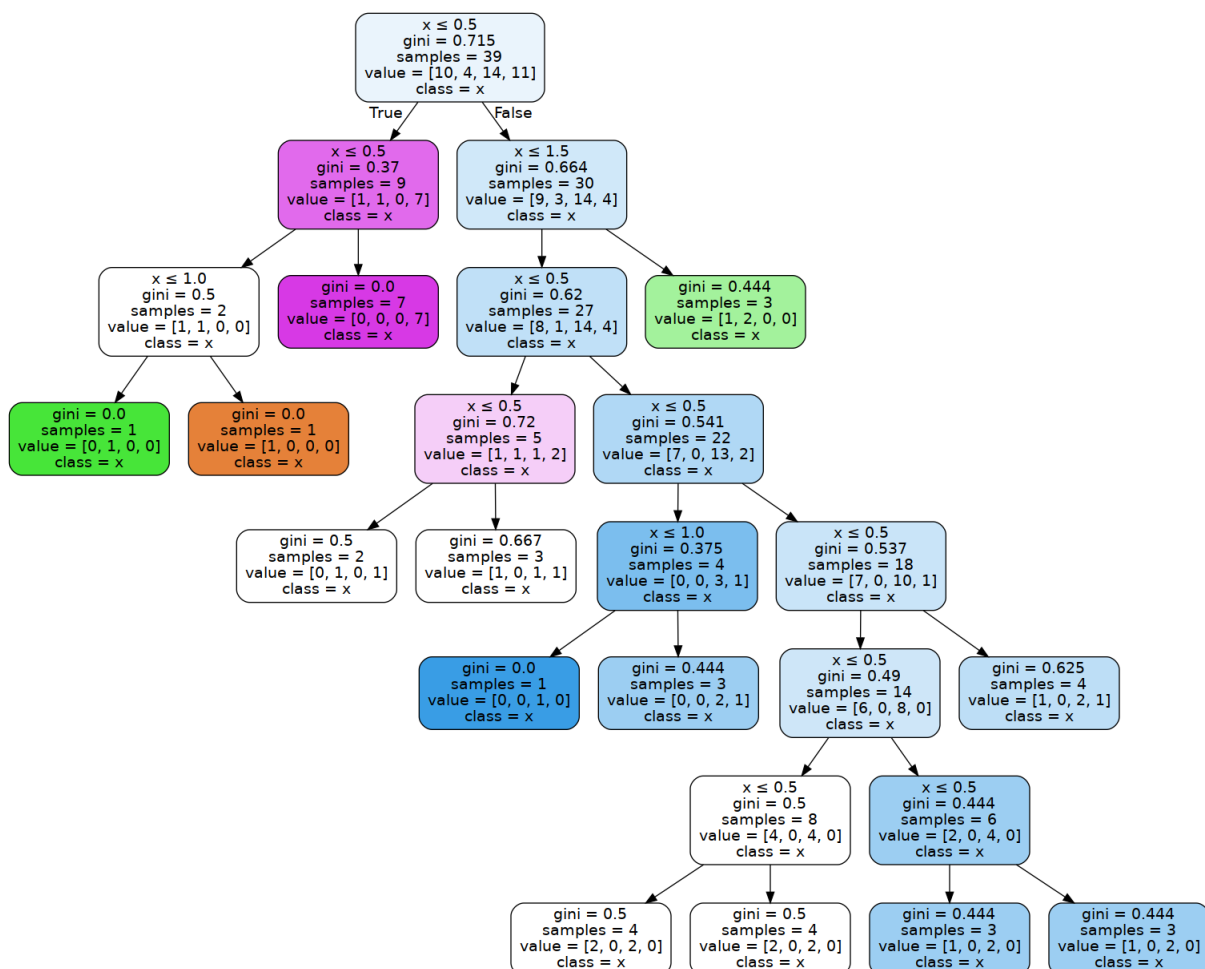 x ≤ 0.5
gini = 0.715
samples = 39
value = [10, 4, 14, 11]
class = x
True
False
x ≤ 0.5
gini = 0.37
samples = 9
value = [1, 1, 0, 7]
class = x
x ≤ 1.5
gini = 0.664
samples = 30
value = [9, 3, 14, 4]
class = x
x ≤ 1.0
gini = 0.5
samples = 2
value = [1, 1, 0, 0]
class = x
gini = 0.0
samples = 7
value = [0, 0, 0, 7]
class = x
x ≤ 0.5
gini = 0.62
samples = 27
value = [8, 1, 14, 4]
class = x
gini = 0.444
samples = 3
value = [1, 2, 0, 0]
class = x
gini = 0.0
samples = 1
value = [0, 1, 0, 0]
class = x
gini = 0.0
samples = 1
value = [1, 0, 0, 0]
class = x
x ≤ 0.5
gini = 0.72
samples = 5
value = [1, 1, 1, 2]
class = x
x ≤ 0.5
gini = 0.541
samples = 22
value = [7, 0, 13, 2]
class = x
gini = 0.5
samples = 2
value = [0, 1, 0, 1]
class = x
gini = 0.667
samples = 3
value = [1, 0, 1, 1]
class = x
x ≤ 1.0
gini = 0.375
samples = 4
value = [0, 0, 3, 1]
class = x
x ≤ 0.5
gini = 0.537
samples = 18
value = [7, 0, 10, 1]
class = x
gini = 0.0
samples = 1
value = [0, 0, 1, 0]
class = x
gini = 0.444
samples = 3
value = [0, 0, 2, 1]
class = x
x ≤ 0.5
gini = 0.49
samples = 14
value = [6, 0, 8, 0]
class = x
gini = 0.625
samples = 4
value = [1, 0, 2, 1]
class = x
x ≤ 0.5
gini = 0.5
samples = 8
value = [4, 0, 4, 0]
class = x
x ≤ 0.5
gini = 0.444
samples = 6
value = [2, 0, 4, 0]
class = x
gini = 0.5
samples = 4
value = [2, 0, 2, 0]
class = x
gini = 0.5
samples = 4
value = [2, 0, 2, 0]
class = x
gini = 0.444
samples = 3
value = [1, 0, 2, 0]
class = x
gini = 0.444
samples = 3
value = [1, 0, 2, 0]
class = x